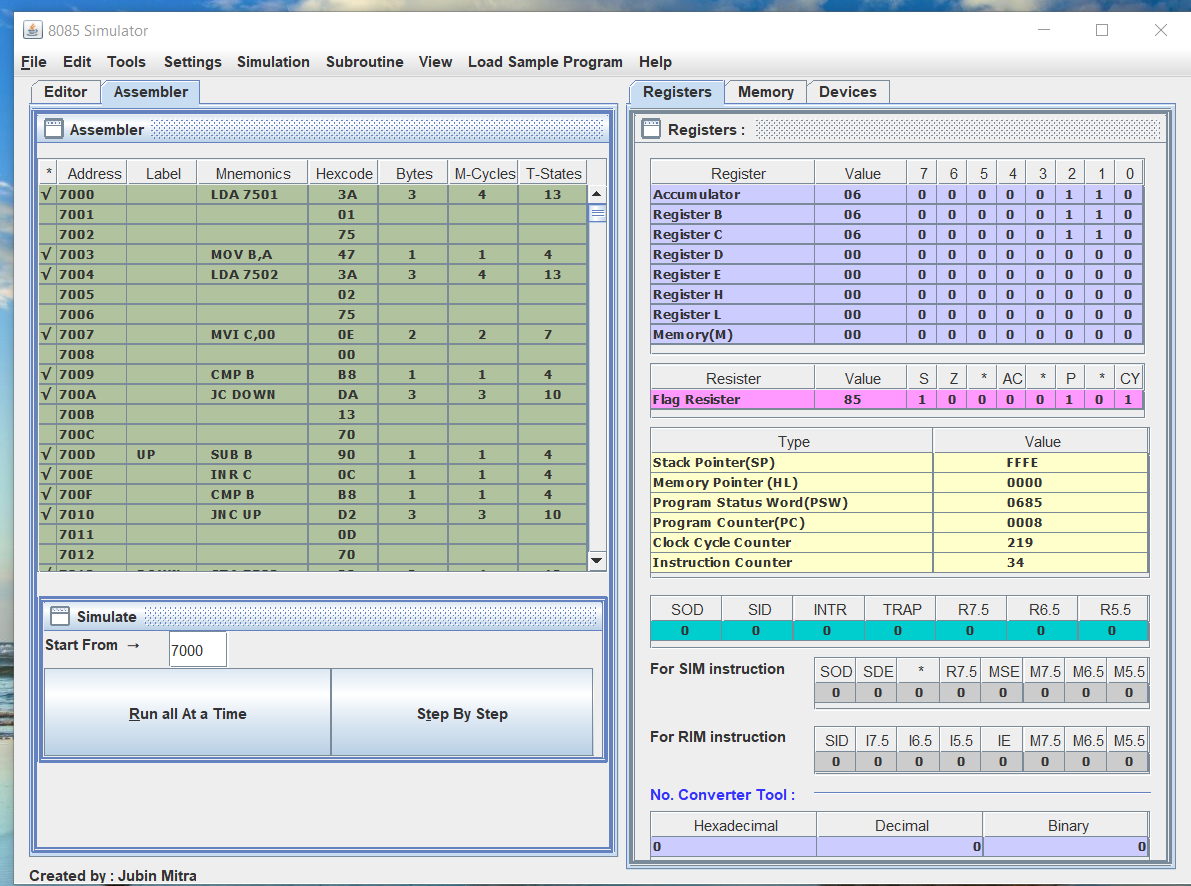 8085 Simulator
File Edit Tools Settings Simulation Subroutine View Load Sample Program Help
Editor Assembler
Assembler
* Address Label Mnemonics Hexcode Bytes M-Cycles T-States
√ 7000 LDA 7501 3A 3 4 13
7001 01
7002 75
√ 7003 MOV B,A 47 1 1 4
√ 7004 LDA 7502 3A 3 4 13
7005 02
7006 75
√ 7007 MVI C,00 0E 2 2 7
7008 00
√ 7009 CMP B B8 1 1 4
√ 700A JC DOWN DA 3 3 10
700B 13
700C 70
√ 700D UP SUB B 90 1 1 4
√ 700E INR C 0C 1 1 4
√ 700F CMP B B8 1 1 4
√ 7010 JNC UP D2 3 3 10
7011 0D
7012 70
Simulate
Start From → 7000
Run all At a Time Step By Step
Created by : Jubin Mitra
Registers Memory Devices
Registers :
Register Value 7 6 5 4 3 2 1 0
Accumulator 06 0 0 0 0 0 1 1 0
Register B 06 0 0 0 0 0 1 1 0
Register C 06 0 0 0 0 0 1 1 0
Register D 00 0 0 0 0 0 0 0 0
Register E 00 0 0 0 0 0 0 0 0
Register H 00 0 0 0 0 0 0 0 0
Register L 00 0 0 0 0 0 0 0 0
Memory(M) 00 0 0 0 0 0 0 0 0
Resister Value S Z * AC * P * CY
Flag Resister 85 1 0 0 0 0 1 0 1
Type Value
Stack Pointer(SP) FFFE
Memory Pointer (HL) 0000
Program Status Word(PSW) 0685
Program Counter(PC) 0008
Clock Cycle Counter 219
Instruction Counter 34
SOD SID INTR TRAP R7.5 R6.5 R5.5
0 0 0 0 0 0 0
For SIM instruction SOD SDE * R7.5 MSE M7.5 M6.5 M5.5
0 0 0 0 0 0 0 0
For RIM instruction SID I7.5 I6.5 I5.5 IE M7.5 M6.5 M5.5
0 0 0 0 0 0 0 0
No. Converter Tool :
Hexadecimal Decimal Binary
0 0 0